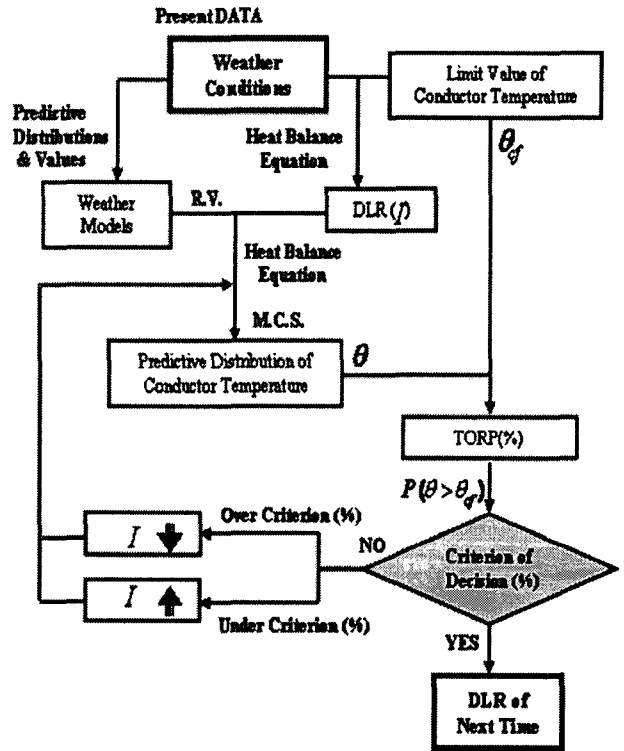 Present DATA
Weather
Conditions
Limit Value of
Conductor Temperature
Predictive
Distributions
& Values
Heat Balance
Equation
θcf
Weather
Models
R.V.
DLR(I)
Heat Balance
Equation
M.C.S.
Predictive Distribution of
Conductor Temperature
θ
TORP(%)
P(θ>θcf)
Over Criterion (%)
I
NO
Criterion of
Decision (%)
I
Under Criterion (%)
YES
DLR of
Next Time